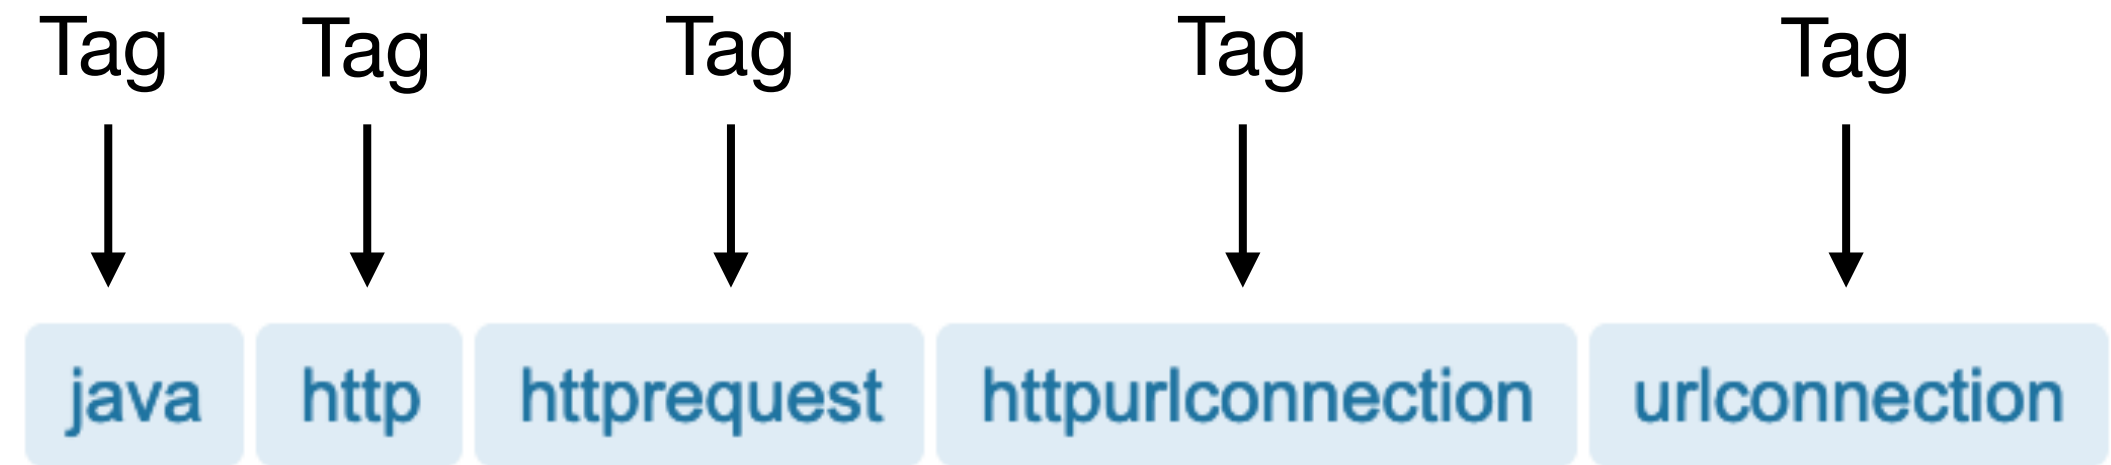 Tag Tag Tag Tag Tag
java http httprequest httpurlconnection urlconnection